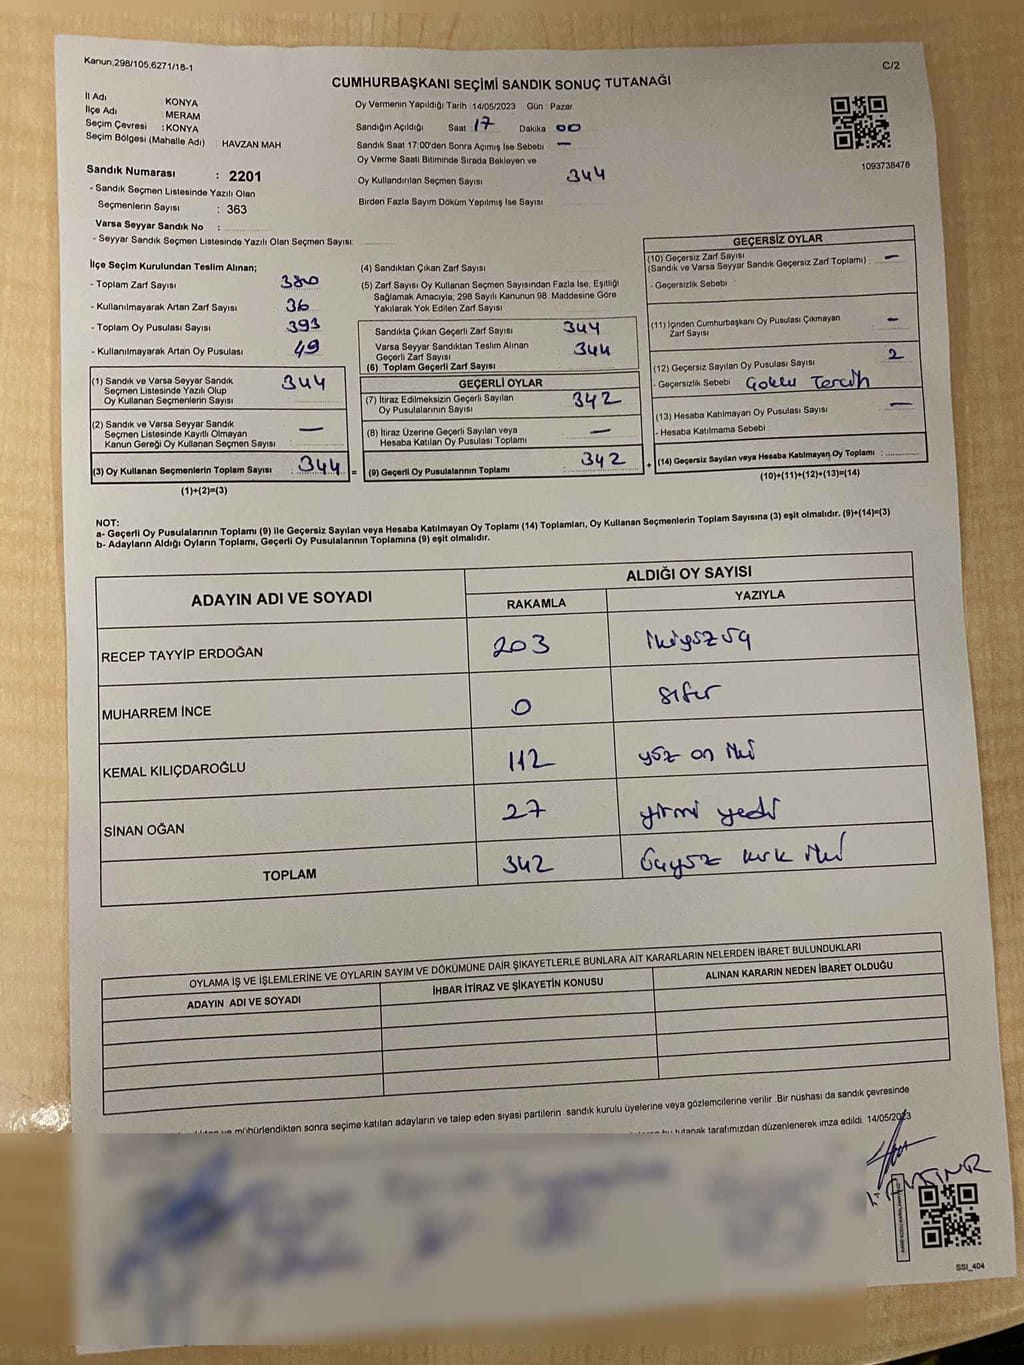 Kanun,298/105,6271/18-1
C/2
CUMHURBAŞKANI SEÇİMİ SANDIK SONUÇ TUTANAĞI
İl Adı KONYA
İlçe Adı : MERAM
Seçim Çevresi : KONYA
Seçim Bölgesi (Mahalle Adı) HAVZAN MAH
Sandık Numarası : 2201
- Sandık Seçmen Listesinde Yazılı Olan
Seçmenlerin Sayısı : 363
Varsa Seyyar Sandık No :
- Seyyar Sandık Seçmen Listesinde Yazılı Olan Seçmen Sayısı:
Oy Vermenin Yapıldığı Tarih 14/05/2023 Gün : Pazar
Sandığın Açıldığı Saat 17 Dakika 00
Sandık Saat 17:00'den Sonra Açımış İse Sebebi —
Oy Verme Saati Bitiminde Sırada Bekleyen ve
Oy Kullandırılan Seçmen Sayısı 344
Birden Fazla Sayım Döküm Yapılmış İse Sayısı
1093738478
İlçe Seçim Kurulundan Teslim Alınan;
- Toplam Zarf Sayısı 380
- Kullanılmayarak Artan Zarf Sayısı 36
- Toplam Oy Pusulası Sayısı 393
- Kullanılmayarak Artan Oy Pusulası 49
(1) Sandık ve Varsa Seyyar Sandık
Seçmen Listesinde Yazılı Olup
Oy Kullanan Seçmenlerin Sayısı 344
(2) Sandık ve Varsa Seyyar Sandık
Seçmen Listesinde Kayıtlı Olmayan
Kanun Gereği Oy Kullanan Seçmen Sayısı —
(3) Oy Kullanan Seçmenlerin Toplam Sayısı : 344 =
(1)+(2)=(3)
(4) Sandıktan Çıkan Zarf Sayısı
(5) Zarf Sayısı Oy Kullanan Seçmen Sayısından Fazla İse, Eşitliği
Sağlamak Amacıyla, 298 Sayılı Kanunun 98. Maddesine Göre
Yakılarak Yok Edilen Zarf Sayısı
Sandıkta Çıkan Geçerli Zarf Sayısı 344
Varsa Seyyar Sandıktan Teslim Alınan
Geçerli Zarf Sayısı 344
(6) Toplam Geçerli Zarf Sayısı
GEÇERLİ OYLAR
(7) İtiraz Edilmeksizin Geçerli Sayılan
Oy Pusulalarının Sayısı 342
(8) İtiraz Üzerine Geçerli Sayılan veya
Hesaba Katılan Oy Pusulası Toplamı —
(9) Geçerli Oy Pusulalarının Toplamı : 342 +
GEÇERSİZ OYLAR
(10) Geçersiz Zarf Sayısı
(Sandık ve Varsa Seyyar Sandık Geçersiz Zarf Toplamı) : —
- Geçersizlik Sebebi
(11) İçinden Cumhurbaşkanı Oy Pusulası Çıkmayan
Zarf Sayısı —
(12) Geçersiz Sayılan Oy Pusulası Sayısı 2
- Geçersizlik Sebebi Çoklu Tercih
(13) Hesaba Katılmayan Oy Pusulası Sayısı —
- Hesaba Katılmama Sebebi
(14) Geçersiz Sayılan veya Hesaba Katılmayan Oy Toplamı :
(10)+(11)+(12)+(13)=(14)
NOT:
a- Geçerli Oy Pusulalarının Toplamı (9) ile Geçersiz Sayılan veya Hesaba Katılmayan Oy Toplamı (14) Toplamları, Oy Kullanan Seçmenlerin Toplam Sayısına (3) eşit olmalıdır. (9)+(14)=(3)
b- Adayların Aldığı Oyların Toplamı, Geçerli Oy Pusulalarının Toplamına (9) eşit olmalıdır.
ADAYIN ADI VE SOYADI ALDIĞI OY SAYISI
RAKAMLA YAZIYLA
RECEP TAYYİP ERDOĞAN 203 ikiyüz üç
MUHARREM İNCE 0 sıfır
KEMAL KILIÇDAROĞLU 112 yüz on iki
SİNAN OĞAN 27 yirmi yedi
TOPLAM 342 üçyüz kırk iki
OYLAMA İŞ VE İŞLEMLERİNE VE OYLARIN SAYIM VE DÖKÜMÜNE DAİR ŞİKAYETLERLE BUNLARA AİT KARARLARIN NELERDEN İBARET BULUNDUKLARI
ADAYIN ADI VE SOYADI İHBAR İTİRAZ VE ŞİKAYETİN KONUSU ALINAN KARARIN NEDEN İBARET OLDUĞU
ve mühürlendikten sonra seçime katılan adayların ve talep eden siyasi partilerin sandık kurulu üyelerine veya gözlemcilerine verilir .Bir nüshası da sandık çevresinde
bu tutanak tarafımızdan düzenlenerek imza edildi. 14/05/2023
SSI_404